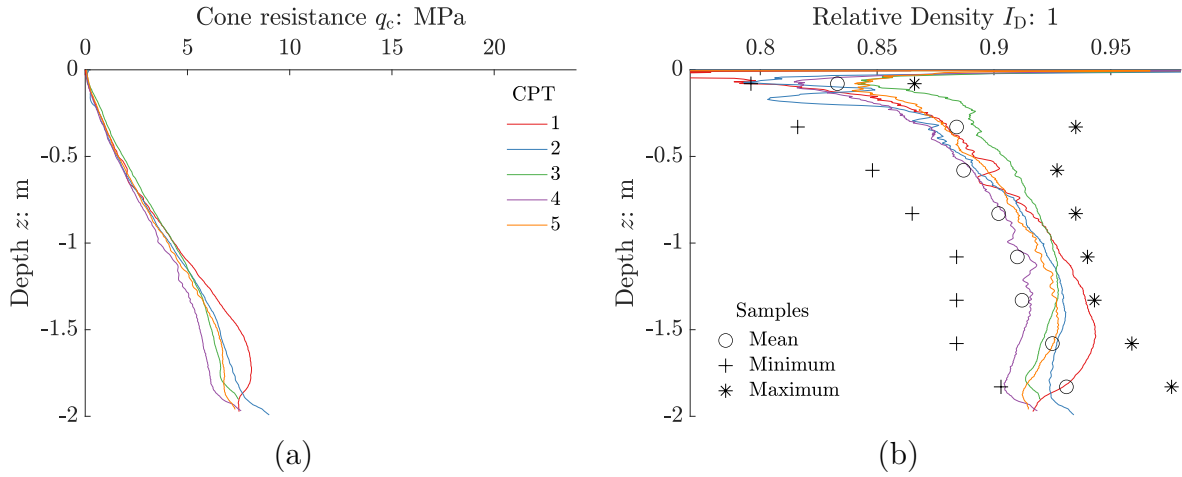 Cone resistance q_c: MPa
0 5 10 15 20
0
-0.5
-1
-1.5
-2
Depth z: m
CPT
1
2
3
4
5
(a)
Relative Density I_D: 1
0.8 0.85 0.9 0.95
0
-0.5
-1
-1.5
-2
Depth z: m
Samples
Mean
Minimum
Maximum
(b)